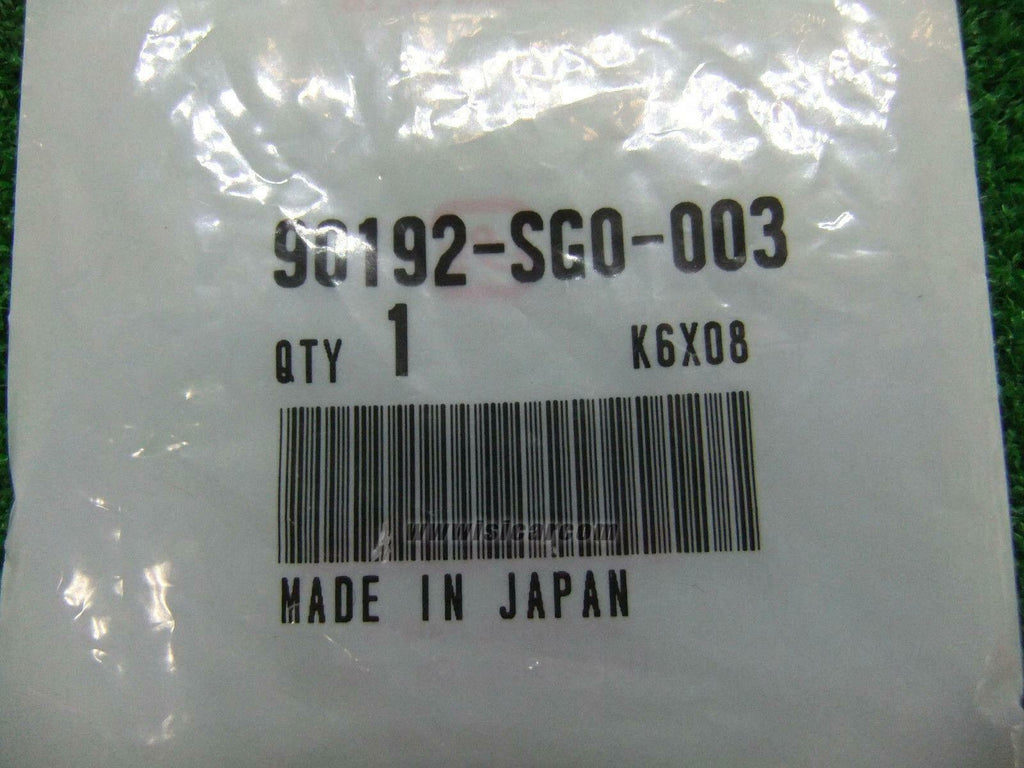 90192-SG0-003
QTY 1 K6X08
www.isicar.com
MADE IN JAPAN